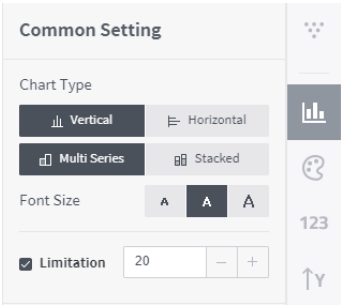 Common Setting
Chart Type
Vertical Horizontal
Multi Series Stacked
Font Size A A A
123
Limitation 20 - +
Y